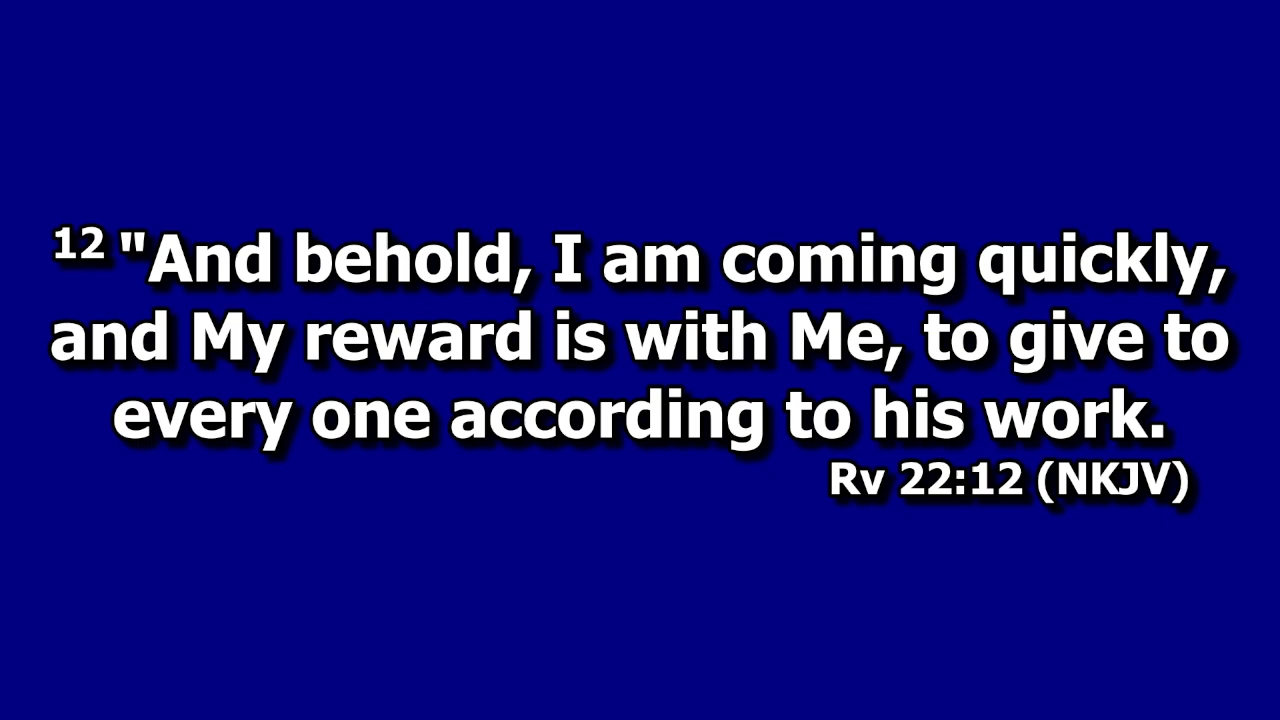 12 "And behold, I am coming quickly,
and My reward is with Me, to give to
every one according to his work.
Rv 22:12 (NKJV)